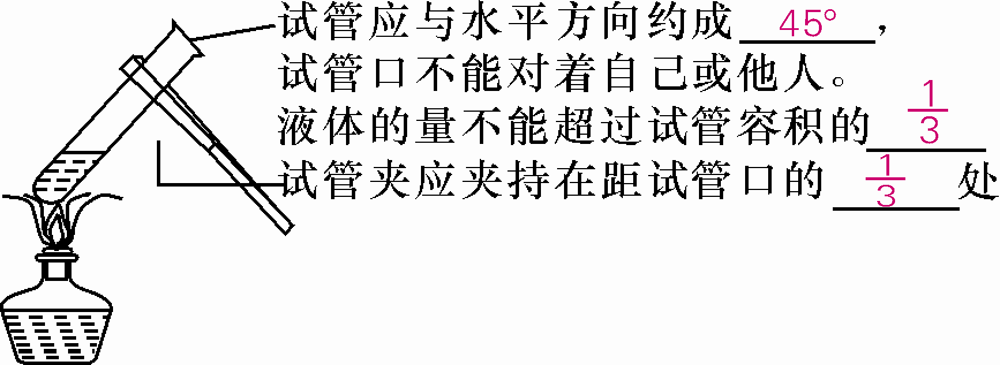 试管应与水平方向约成 45°，
试管口不能对着自己或他人。
液体的量不能超过试管容积的 1/3
试管夹应夹持在距试管口的 1/3 处